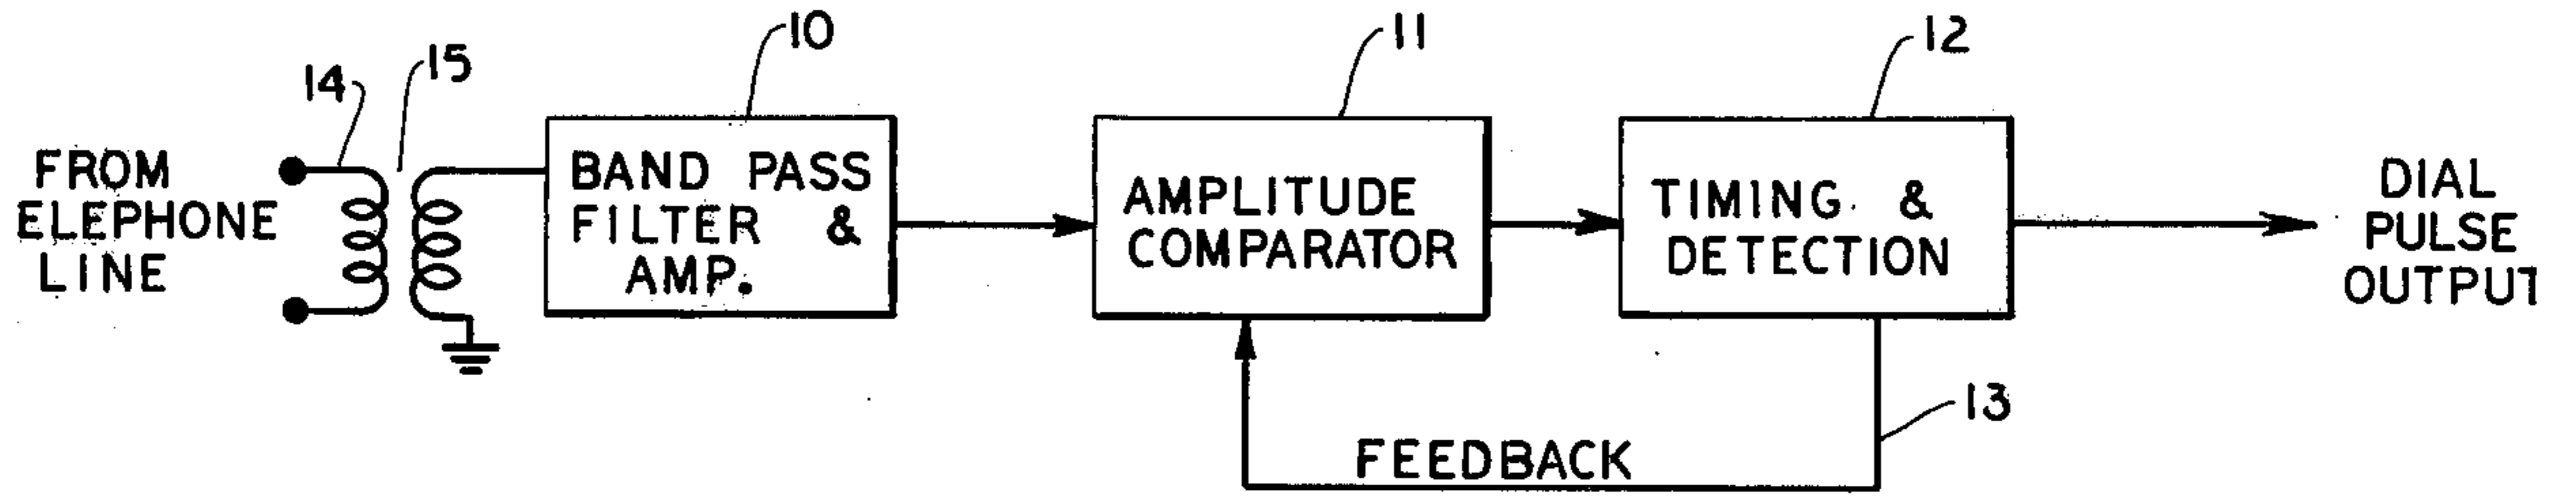 10
11
12
15
14
FROM
ELEPHONE
LINE
BAND PASS
FILTER &
AMP.
AMPLITUDE
COMPARATOR
TIMING &
DETECTION
DIAL
PULSE
OUTPUT
13
FEEDBACK